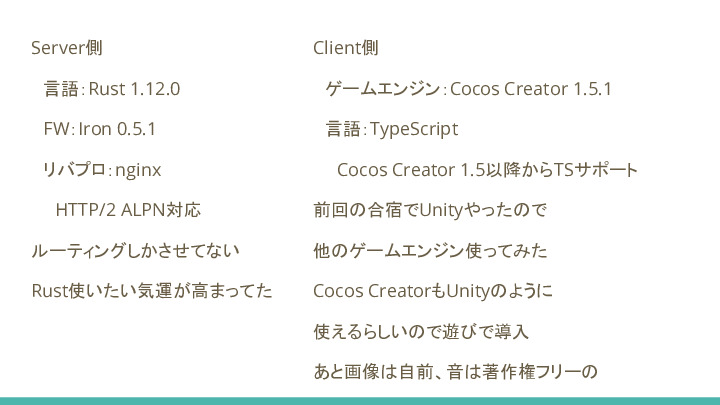 Server側
言語：Rust 1.12.0
FW：Iron 0.5.1
リバプロ：nginx
HTTP/2 ALPN対応
ルーティングしかさせてない
Rust使いたい気運が高まってた
Client側
ゲームエンジン：Cocos Creator 1.5.1
言語：TypeScript
Cocos Creator 1.5以降からTSサポート
前回の合宿でUnityやったので
他のゲームエンジン使ってみた
Cocos CreatorもUnityのように
使えるらしいので遊びで導入
あと画像は自前、音は著作権フリーの